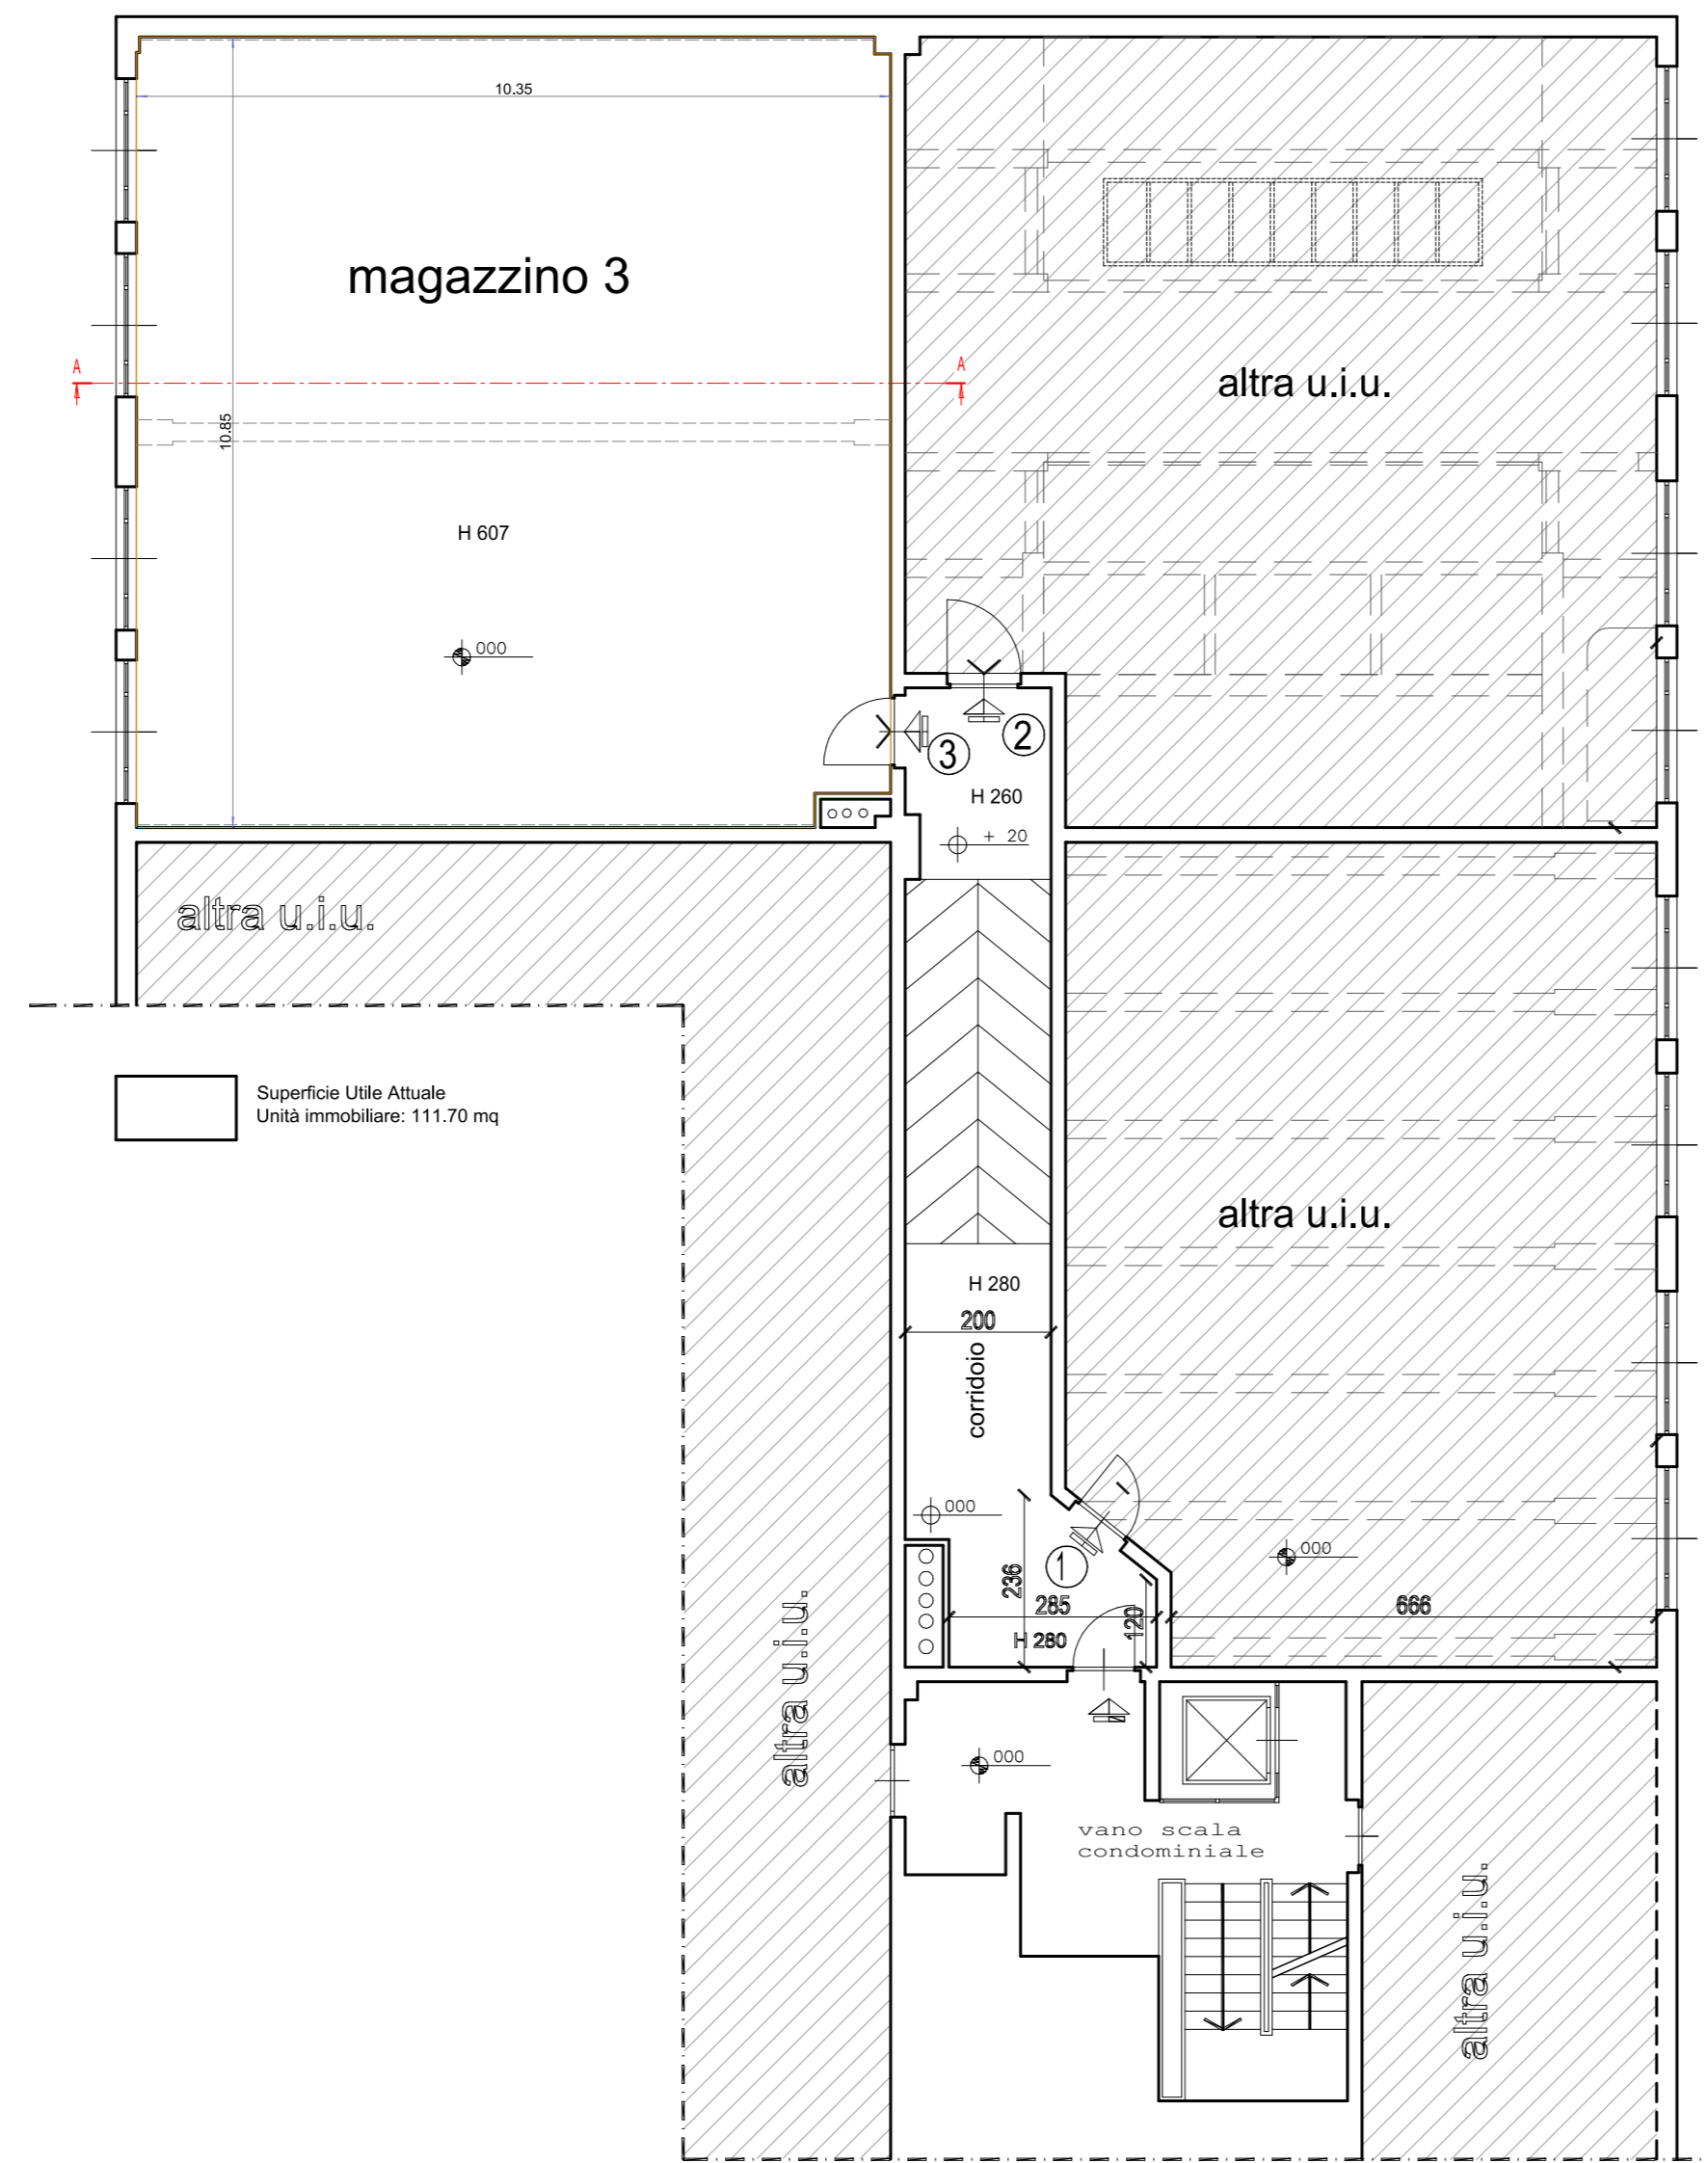 10.35
magazzino 3
A
A
altra u.i.u.
10.85
H 607
000
2
3
H 260
+ 20
altra u.i.u.
Superficie Utile Attuale
Unità immobiliare: 111.70 mq
altra u.i.u.
H 280
200
corridoio
000
1
236
000
285
120
666
H 280
altra u.i.u.
000
vano scala
condominiale
altra u.i.u.